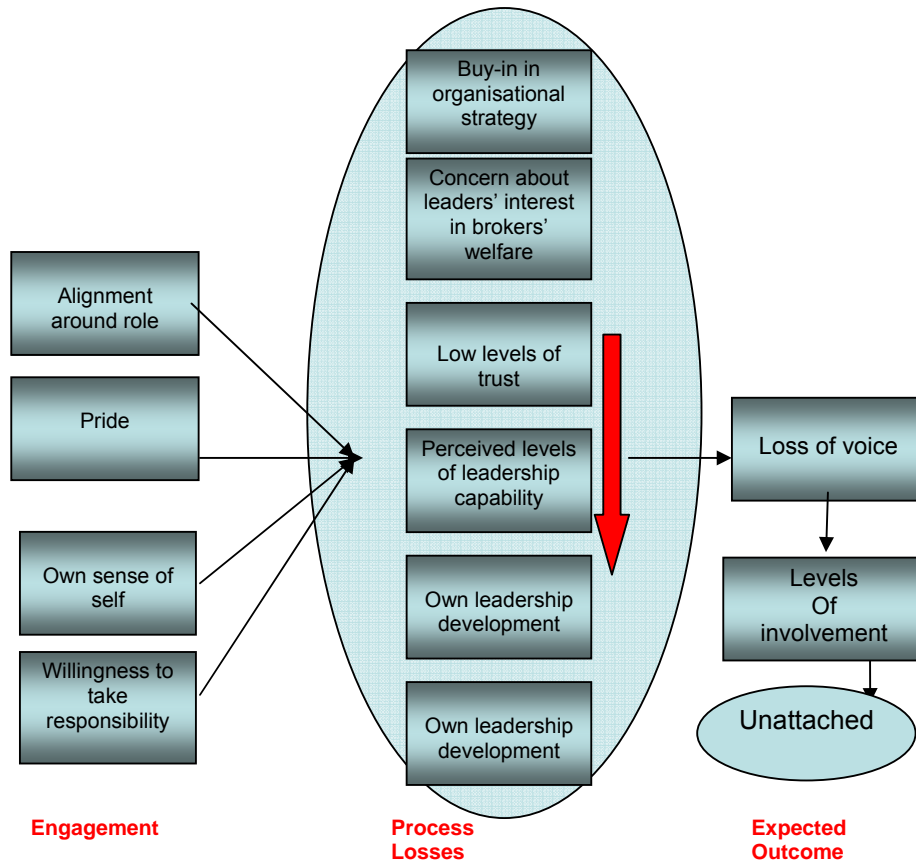 Alignment
around role
Pride
Own sense of
self
Willingness to
take
responsibility
Engagement
Buy-in in
organisational
strategy
Concern about
leaders’ interest
in brokers’
welfare
Low levels of
trust
Perceived levels
of leadership
capability
Own leadership
development
Own leadership
development
Process
Losses
Loss of voice
Levels
Of
involvement
Unattached
Expected
Outcome